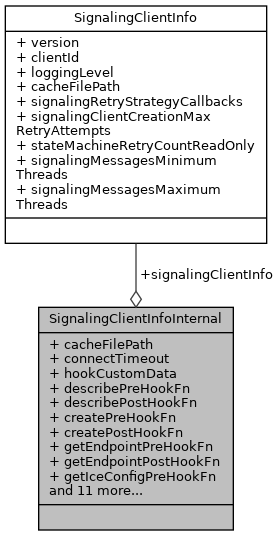 SignalingClientInfo
+ version
+ clientId
+ loggingLevel
+ cacheFilePath
+ signalingRetryStrategyCallbacks
+ signalingClientCreationMax
RetryAttempts
+ stateMachineRetryCountReadOnly
+ signalingMessagesMinimum
Threads
+ signalingMessagesMaximum
Threads
+signalingClientInfo
SignalingClientInfoInternal
+ cacheFilePath
+ connectTimeout
+ hookCustomData
+ describePreHookFn
+ describePostHookFn
+ createPreHookFn
+ createPostHookFn
+ getEndpointPreHookFn
+ getEndpointPostHookFn
+ getIceConfigPreHookFn
and 11 more...